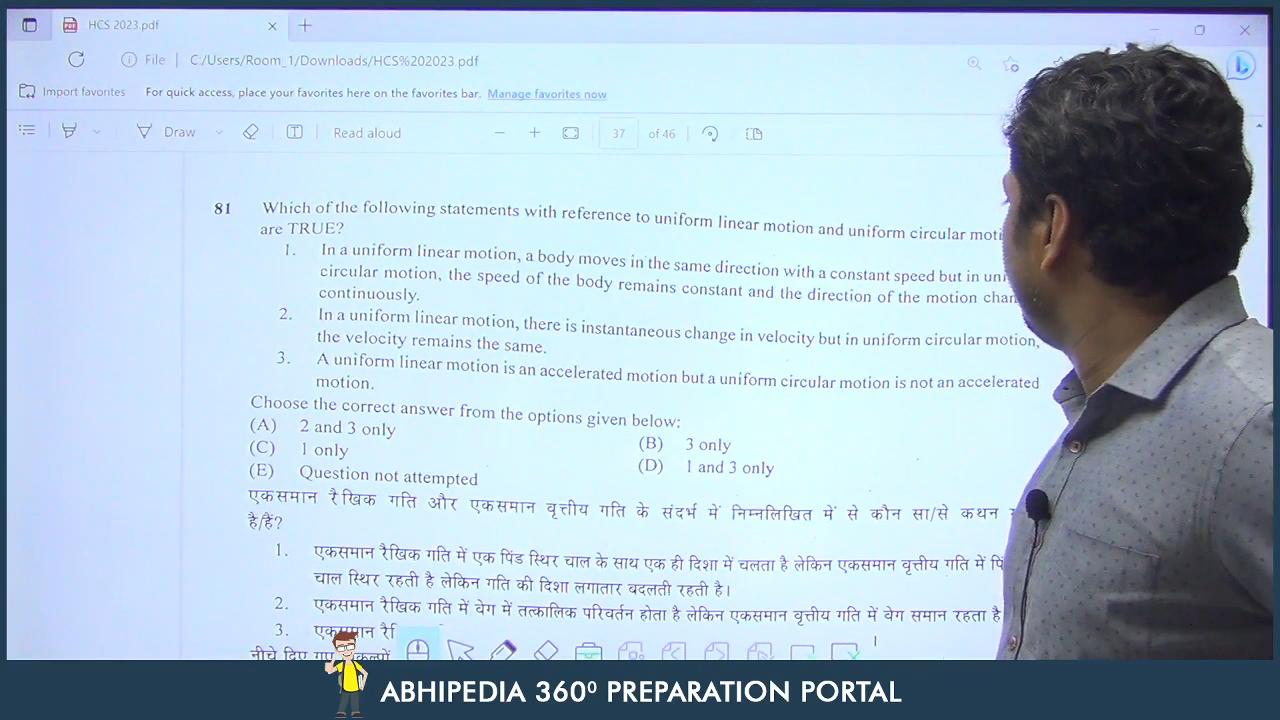 HCS 2023.pdf
File | C:/Users/Room_1/Downloads/HCS%202023.pdf
Import favorites For quick access, place your favorites here on the favorites bar. Manage favorites now
Draw Read aloud 37 of 46
81 Which of the following statements with reference to uniform linear motion and uniform circular moti
are TRUE?
1. In a uniform linear motion, a body moves in the same direction with a constant speed but in uni
circular motion, the speed of the body remains constant and the direction of the motion chan
continuously.
2. In a uniform linear motion, there is instantaneous change in velocity but in uniform circular motion,
the velocity remains the same.
3. A uniform linear motion is an accelerated motion but a uniform circular motion is not an accelerated
motion.
Choose the correct answer from the options given below:
(A) 2 and 3 only (B) 3 only
(C) 1 only (D) 1 and 3 only
(E) Question not attempted
एकसमान रैखिक गति और एकसमान वृत्तीय गति के संदर्भ में निम्नलिखित में से कौन सा/से कथन
है/हैं?
1. एकसमान रैखिक गति में एक पिंड स्थिर चाल के साथ एक ही दिशा में चलता है लेकिन एकसमान वृत्तीय गति में पिं
चाल स्थिर रहती है लेकिन गति की दिशा लगातार बदलती रहती है।
2. एकसमान रैखिक गति में वेग में तत्कालिक परिवर्तन होता है लेकिन एकसमान वृत्तीय गति में वेग समान रहता है
3. एकसमान रै
नीचे दिए गए
ABHIPEDIA 360⁰ PREPARATION PORTAL